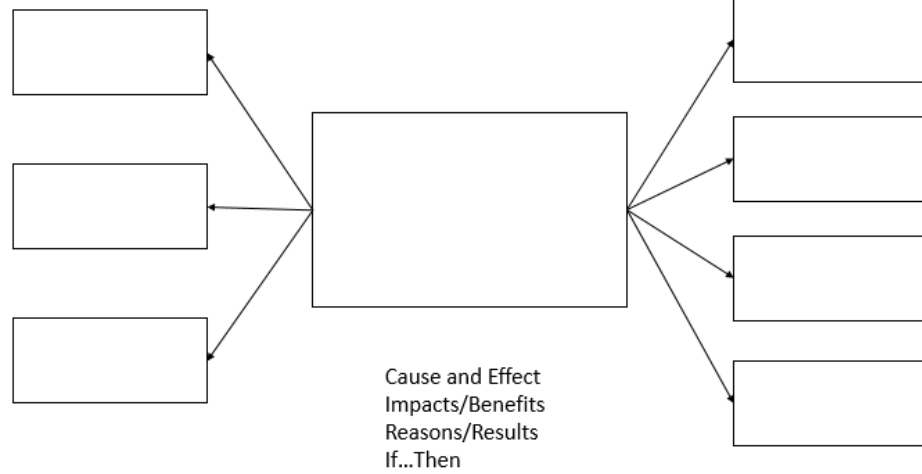 Cause and Effect
Impacts/Benefits
Reasons/Results
If...Then